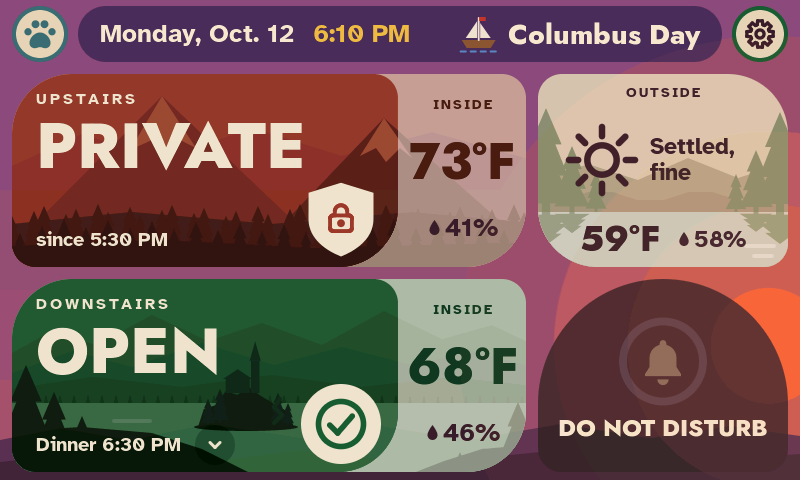 Monday, Oct. 12 6:10 PM
Columbus Day
UPSTAIRS
PRIVATE
since 5:30 PM
INSIDE
73°F
41%
OUTSIDE
Settled,
fine
59°F 58%
DOWNSTAIRS
OPEN
Dinner 6:30 PM
INSIDE
68°F
46%
DO NOT DISTURB